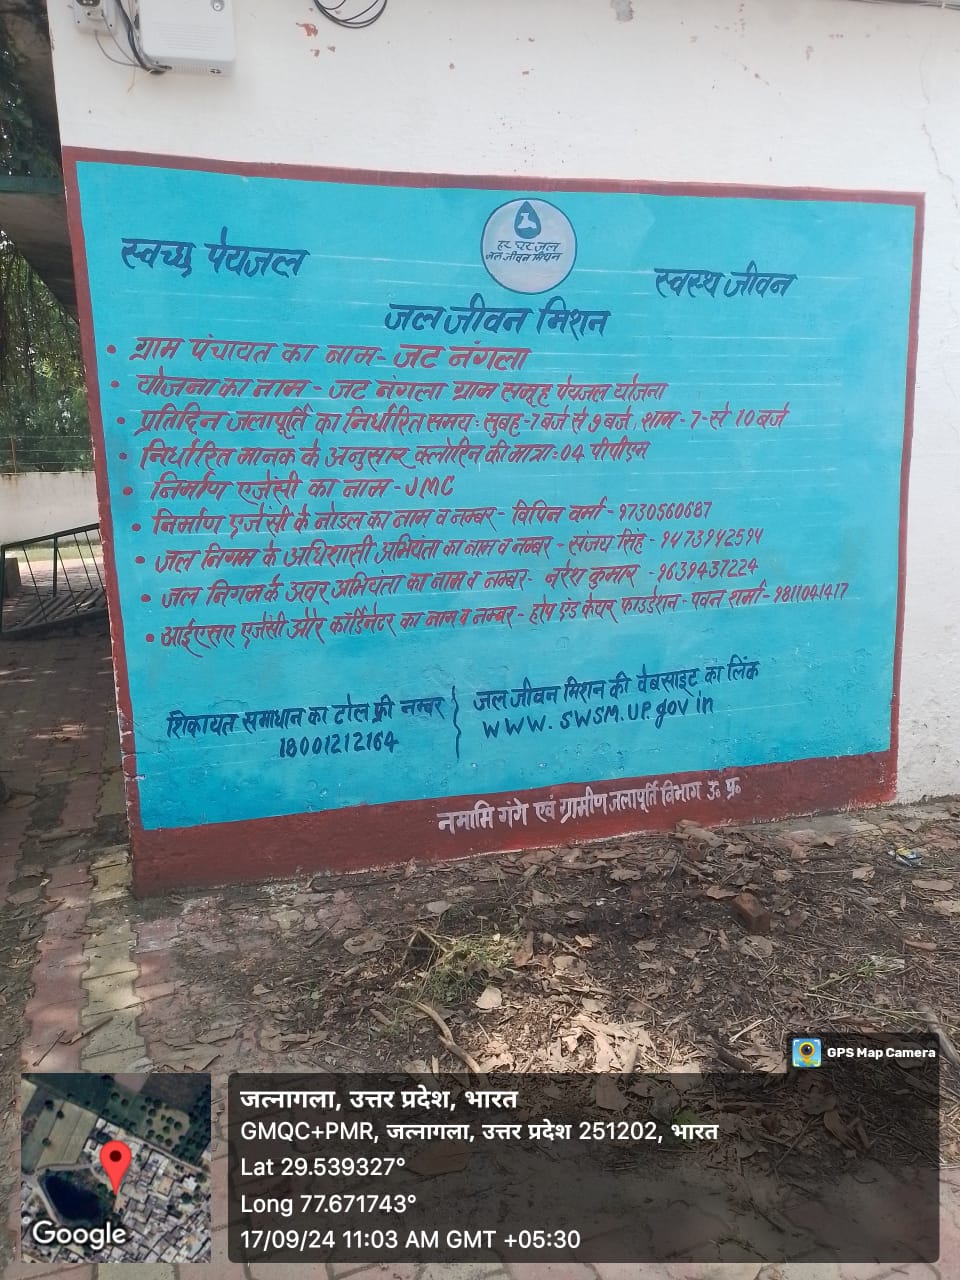 हर घर जल
जल जीवन मिशन
स्वच्छ पेयजल
स्वस्थ जीवन
जल जीवन मिशन
• ग्राम पंचायत का नाम- जट नंगला
• योजना का नाम - जट नंगला ग्राम समूह पेयजल योजना
• प्रतिदिन जलापूर्ति का निर्धारित समय: सुबह-7 बजे से 9 बजे, शाम - 7-से 10 बजे
• निर्धारित मानक के अनुसार क्लोरिन की मात्रा:04 पीपीएम
• निर्माण एजेंसी का नाम -JMC
• निर्माण एजेंसी के नोडल का नाम व नम्बर- विपिन वर्मा - 9730560687
• जल निगम के अधिशासी अभियंता का नाम व नम्बर - संजय सिंह - 9473942594
• जल निगम के अवर अभियंता का नाम व नम्बर- नरेश कुमार -9639437224
• आईएसए एजेंसी और कॉर्डिनेटर का नाम व नम्बर- होप एंड केयर फाउडेशन - पवन शर्मा-9811041417
शिकायत समाधान का टोल फ्री नम्बर
18001212164
जल जीवन मिशन की वेबसाइट का लिंक
WWW. SWSM.UP.gov in
नमामि गंगे एवं ग्रामीण जलापूर्ति विभाग उ० प्र०
GPS Map Camera
जत्नागला, उत्तर प्रदेश, भारत
GMQC+PMR, जत्नागला, उत्तर प्रदेश 251202, भारत
Lat 29.539327°
Long 77.671743°
17/09/24 11:03 AM GMT +05:30
Google